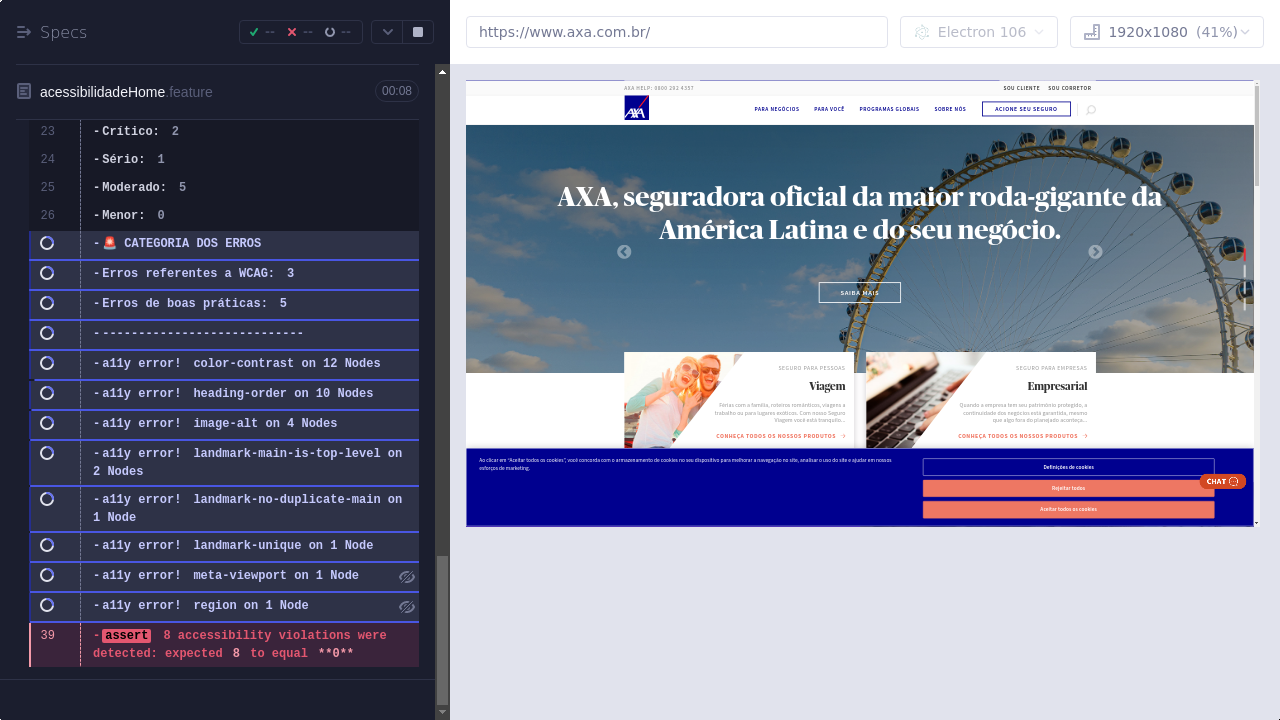 Specs
--
--
--
acessibilidadeHome.feature
00:08
23 - Crítico: 2
24 - Sério: 1
25 - Moderado: 5
26 - Menor: 0
- 🚨 CATEGORIA DOS ERROS
- Erros referentes a WCAG: 3
- Erros de boas práticas: 5
- ----------------------------
- a11y error! color-contrast on 12 Nodes
- a11y error! heading-order on 10 Nodes
- a11y error! image-alt on 4 Nodes
- a11y error! landmark-main-is-top-level on
1 Node
- a11y error! landmark-no-duplicate-main on
1 Node
- a11y error! landmark-unique on 1 Node
- a11y error! meta-viewport on 1 Node
- a11y error! region on 1 Node
39 - assert 8 accessibility violations were
detected: expected 8 to equal **0**
https://www.axa.com.br/
Electron 106
1920x1080 (41%)
AXA HELP: 0800 292 4357
SOU CLIENTE SOU CORRETOR
AXA
PARA NEGÓCIOS PARA VOCÊ PROGRAMAS GLOBAIS SOBRE NÓS ACIONE SEU SEGURO
AXA, seguradora oficial da maior roda-gigante da
América Latina e do seu negócio.
SAIBA MAIS
SEGURO PARA PESSOAS
Viagem
Férias com a família, roteiros românticos, viagens a
trabalho ou para lugares exóticos. Com nosso Seguro
Viagem você está tranquilo...
CONHEÇA TODOS OS NOSSOS PRODUTOS
SEGURO PARA EMPRESAS
Empresarial
Quando a empresa tem seu patrimônio protegido, a
continuidade dos negócios está garantida, mesmo
que algo fora do planejado aconteça...
CONHEÇA TODOS OS NOSSOS PRODUTOS
Ao clicar em "Aceitar todos os cookies", você concorda com o armazenamento de cookies no seu dispositivo para melhorar a navegação no site, analisar o uso do site e ajudar em nossos
esforços de marketing.
Definições de cookies
Rejeitar todos
Aceitar todos os cookies
CHAT